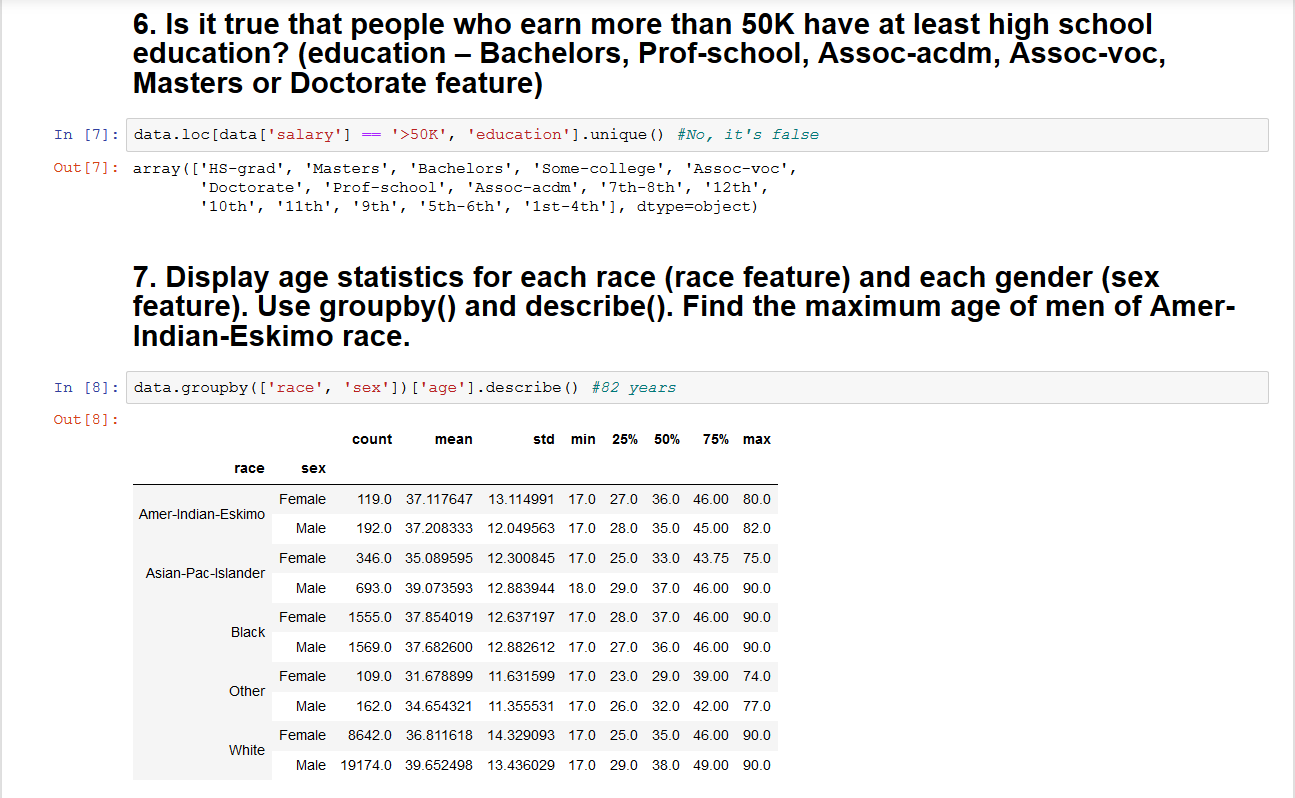 6. Is it true that people who earn more than 50K have at least high school
education? (education – Bachelors, Prof-school, Assoc-acdm, Assoc-voc,
Masters or Doctorate feature)
In [7]: data.loc[data['salary'] == '>50K', 'education'].unique() #No, it's false
Out[7]: array(['HS-grad', 'Masters', 'Bachelors', 'Some-college', 'Assoc-voc',
'Doctorate', 'Prof-school', 'Assoc-acdm', '7th-8th', '12th',
'10th', '11th', '9th', '5th-6th', '1st-4th'], dtype=object)
7. Display age statistics for each race (race feature) and each gender (sex
feature). Use groupby() and describe(). Find the maximum age of men of Amer-
Indian-Eskimo race.
In [8]: data.groupby(['race', 'sex'])['age'].describe() #82 years
Out[8]:
count mean std min 25% 50% 75% max
race sex
Amer-Indian-Eskimo Female 119.0 37.117647 13.114991 17.0 27.0 36.0 46.00 80.0
Male 192.0 37.208333 12.049563 17.0 28.0 35.0 45.00 82.0
Asian-Pac-Islander Female 346.0 35.089595 12.300845 17.0 25.0 33.0 43.75 75.0
Male 693.0 39.073593 12.883944 18.0 29.0 37.0 46.00 90.0
Black Female 1555.0 37.854019 12.637197 17.0 28.0 37.0 46.00 90.0
Male 1569.0 37.682600 12.882612 17.0 27.0 36.0 46.00 90.0
Other Female 109.0 31.678899 11.631599 17.0 23.0 29.0 39.00 74.0
Male 162.0 34.654321 11.355531 17.0 26.0 32.0 42.00 77.0
White Female 8642.0 36.811618 14.329093 17.0 25.0 35.0 46.00 90.0
Male 19174.0 39.652498 13.436029 17.0 29.0 38.0 49.00 90.0